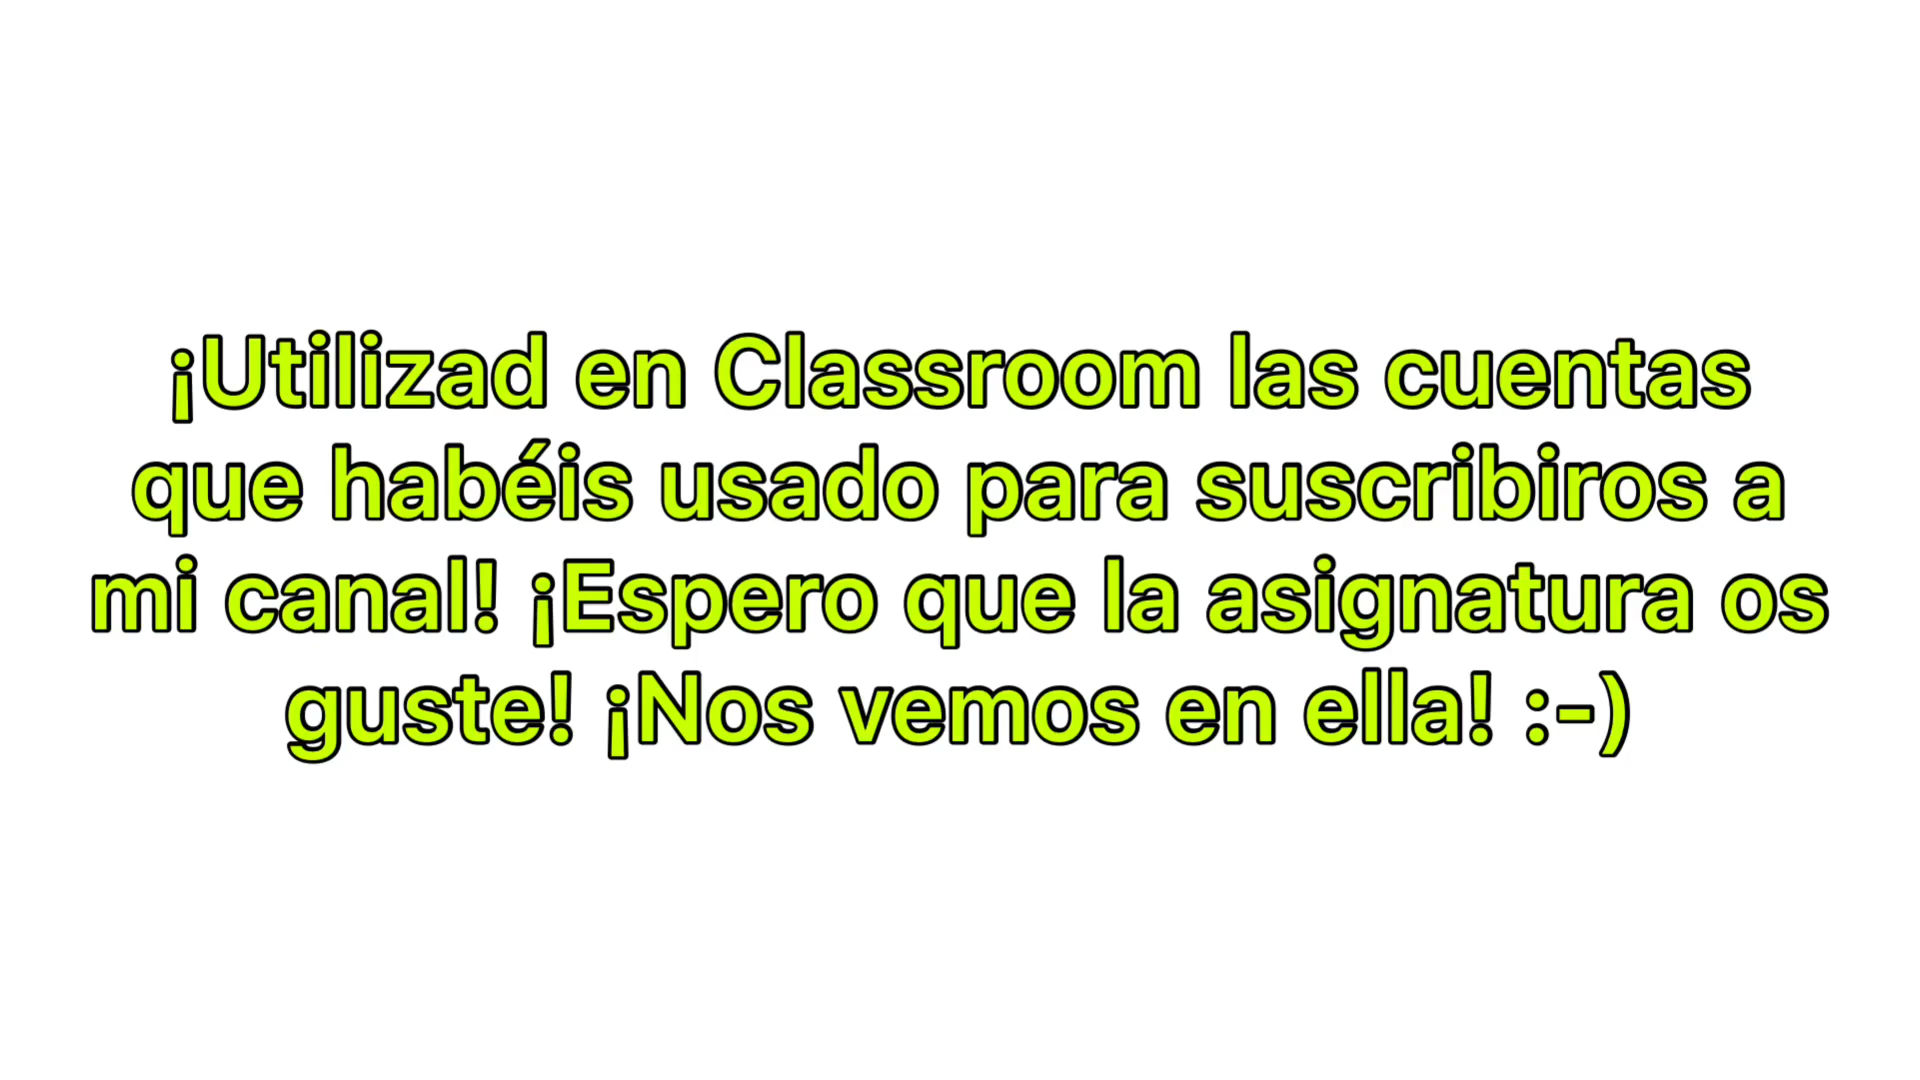 ¡Utilizad en Classroom las cuentas
que habéis usado para suscribiros a
mi canal! ¡Espero que la asignatura os
guste! ¡Nos vemos en ella! :-)